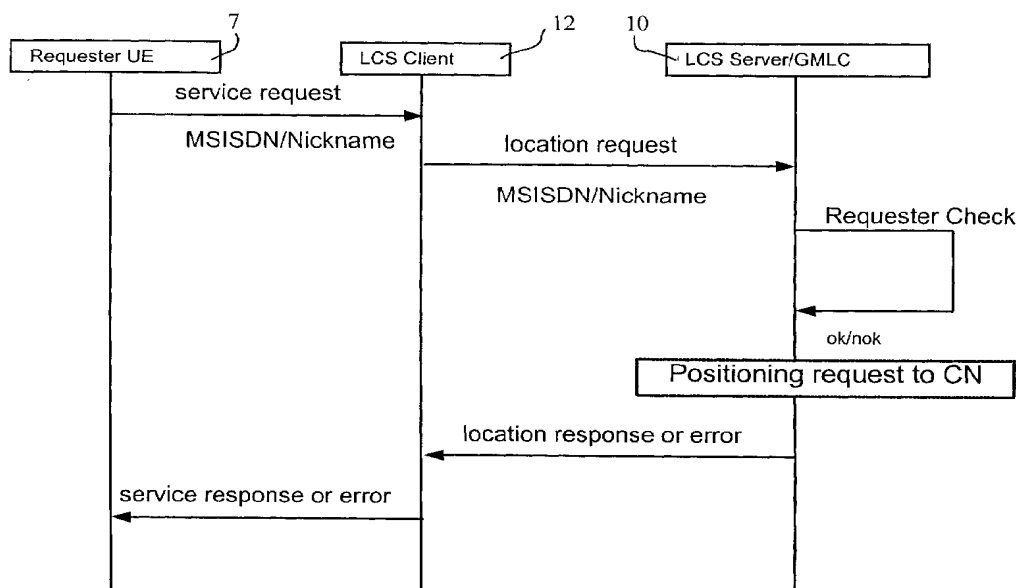 7
12
10
Requester UE
LCS Client
LCS Server/GMLC
service request
MSISDN/Nickname
location request
MSISDN/Nickname
Requester Check
ok/nok
Positioning request to CN
location response or error
service response or error